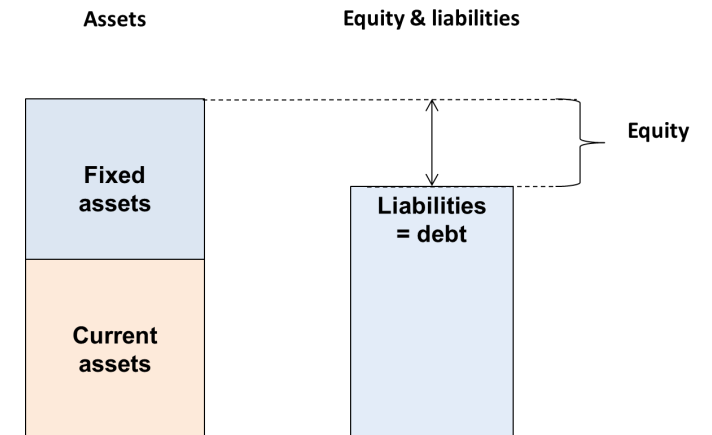 Assets
Equity & liabilities
Equity
Fixed
assets
Liabilities
= debt
Current
assets